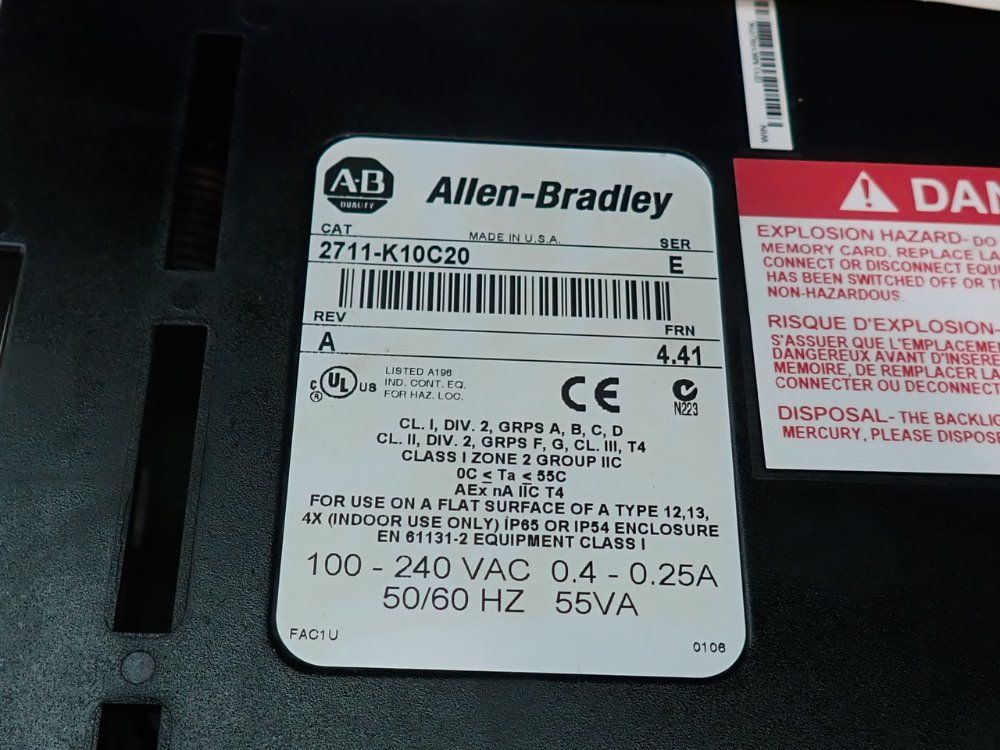 A-B
QUALITY
Allen-Bradley
CAT
MADE IN U.S.A.
SER
2711-K10C20
E
REV
FRN
A
4.41
C UL US
®
LISTED A196
IND. CONT. EQ.
FOR HAZ. LOC.
CE
N223
CL. I, DIV. 2, GRPS A, B, C, D
CL. II, DIV. 2, GRPS F, G, CL. III, T4
CLASS I ZONE 2 GROUP IIC
0C ≤ Ta ≤ 55C
AEx nA IIC T4
FOR USE ON A FLAT SURFACE OF A TYPE 12,13,
4X (INDOOR USE ONLY) IP65 OR IP54 ENCLOSURE
EN 61131-2 EQUIPMENT CLASS I
100 - 240 VAC 0.4 - 0.25A
50/60 HZ 55VA
FAC1U
0106
W/N
DAN
EXPLOSION HAZARD- DO
MEMORY CARD. REPLACE LA
CONNECT OR DISCONNECT EQUI
HAS BEEN SWITCHED OFF OR T
NON-HAZARDOUS.
RISQUE D'EXPLOSION-
S'ASSUER QUE L'EMPLACEME
DANGEREUX AVANT D'INSERE
MEMOIRE, DE REMPLACER LA
CONNECTER OU DECONNECT
DISPOSAL- THE BACKLIG
MERCURY, PLEASE DISPOS